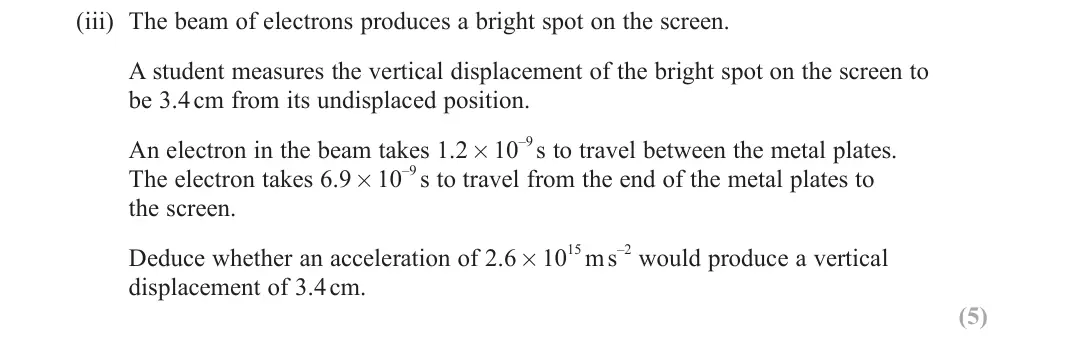 (iii) The beam of electrons produces a bright spot on the screen.
A student measures the vertical displacement of the bright spot on the screen to
be 3.4 cm from its undisplaced position.
An electron in the beam takes 1.2 × 10⁻⁹ s to travel between the metal plates.
The electron takes 6.9 × 10⁻⁹ s to travel from the end of the metal plates to
the screen.
Deduce whether an acceleration of 2.6 × 10¹⁵ m s⁻² would produce a vertical
displacement of 3.4 cm.
(5)